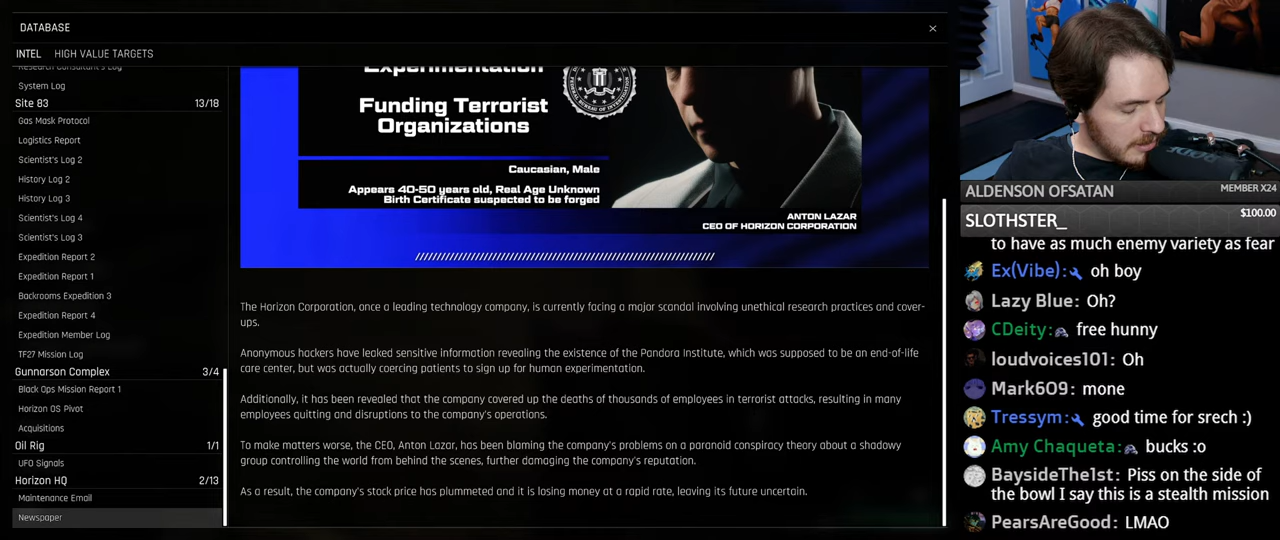 DATABASE
×
INTEL
HIGH VALUE TARGETS
Research Consultant's Log
System Log
Site 83 13/18
Gas Mask Protocol
Logistics Report
Scientist's Log 2
History Log 2
History Log 3
Scientist's Log 4
Scientist's Log 3
Expedition Report 2
Expedition Report 1
Backrooms Expedition 3
Expedition Report 4
Expedition Member Log
TF27 Mission Log
Gunnarson Complex 3/4
Black Ops Mission Report 1
Horizon OS Pivot
Acquisitions
Oil Rig 1/1
UFO Signals
Horizon HQ 2/13
Maintenance Email
Newspaper
Experimentation
Funding Terrorist
Organizations
Caucasian, Male
Appears 40-50 years old, Real Age Unknown
Birth Certificate suspected to be forged
ANTON LAZAR
CEO OF HORIZON CORPORATION
The Horizon Corporation, once a leading technology company, is currently facing a major scandal involving unethical research practices and cover-
ups.
Anonymous hackers have leaked sensitive information revealing the existence of the Pandora Institute, which was supposed to be an end-of-life
care center, but was actually coercing patients to sign up for human experimentation.
Additionally, it has been revealed that the company covered up the deaths of thousands of employees in terrorist attacks, resulting in many
employees quitting and disruptions to the company's operations.
To make matters worse, the CEO, Anton Lazar, has been blaming the company's problems on a paranoid conspiracy theory about a shadowy
group controlling the world from behind the scenes, further damaging the company's reputation.
As a result, the company's stock price has plummeted and it is losing money at a rapid rate, leaving its future uncertain.
RODE
ALDENSON OFSATAN MEMBER X24
SLOTHSTER_ $100.00
to have as much enemy variety as fear
Ex(Vibe): oh boy
Lazy Blue: Oh?
CDeity: free hunny
loudvoices101: Oh
Mark609: mone
Tressym: good time for srech :)
Amy Chaqueta: bucks :o
BaysideThe1st: Piss on the side of
the bowl I say this is a stealth mission
PearsAreGood: LMAO